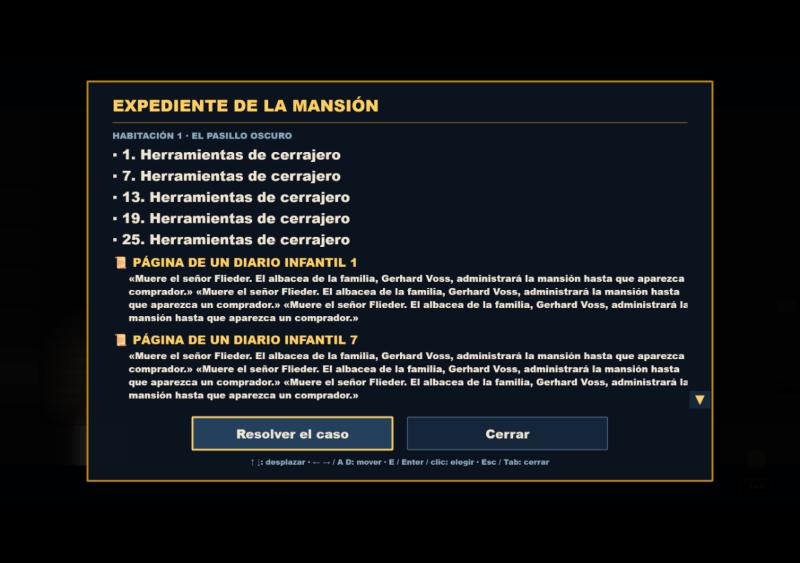 EXPEDIENTE DE LA MANSIÓN
HABITACIÓN 1 · EL PASILLO OSCURO
· 1. Herramientas de cerrajero
· 7. Herramientas de cerrajero
· 13. Herramientas de cerrajero
· 19. Herramientas de cerrajero
· 25. Herramientas de cerrajero
PÁGINA DE UN DIARIO INFANTIL 1
«Muere el señor Flieder. El albacea de la familia, Gerhard Voss, administrará la mansión hasta que aparezca
comprador.» «Muere el señor Flieder. El albacea de la familia, Gerhard Voss, administrará la mansión hasta
que aparezca un comprador.» «Muere el señor Flieder. El albacea de la familia, Gerhard Voss, administrará la
mansión hasta que aparezca un comprador.»
PÁGINA DE UN DIARIO INFANTIL 7
«Muere el señor Flieder. El albacea de la familia, Gerhard Voss, administrará la mansión hasta que aparezca
comprador.» «Muere el señor Flieder. El albacea de la familia, Gerhard Voss, administrará la mansión hasta
que aparezca un comprador.» «Muere el señor Flieder. El albacea de la familia, Gerhard Voss, administrará la
mansión hasta que aparezca un comprador.»
▼
Resolver el caso
Cerrar
↑ ↓: desplazar · ← → / A D: mover · E / Enter / clic: elegir · Esc / Tab: cerrar